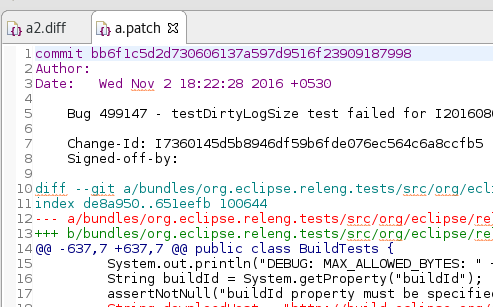 a2.diff
a.patch
1 commit bb6f1c5d2d730606137a597d9516f23909187998
2 Author:
3 Date:   Wed Nov 2 18:22:28 2016 +0530
4
5     Bug 499147 - testDirtyLogSize test failed for I201608
6
7     Change-Id: I7360145d5b8946df59b6fde076ec564c6a8ccfb5
8     Signed-off-by:
9
10 diff --git a/bundles/org.eclipse.releng.tests/src/org/ecl
11 index de8a950..651eefb 100644
12 --- a/bundles/org.eclipse.releng.tests/src/org/eclipse/re
13 +++ b/bundles/org.eclipse.releng.tests/src/org/eclipse/re
14 @@ -637,7 +637,7 @@ public class BuildTests {
15         System.out.println("DEBUG: MAX_ALLOWED_BYTES: " +
16         String buildId = System.getProperty("buildId");
17         assertNotNull("buildId property must be specifie